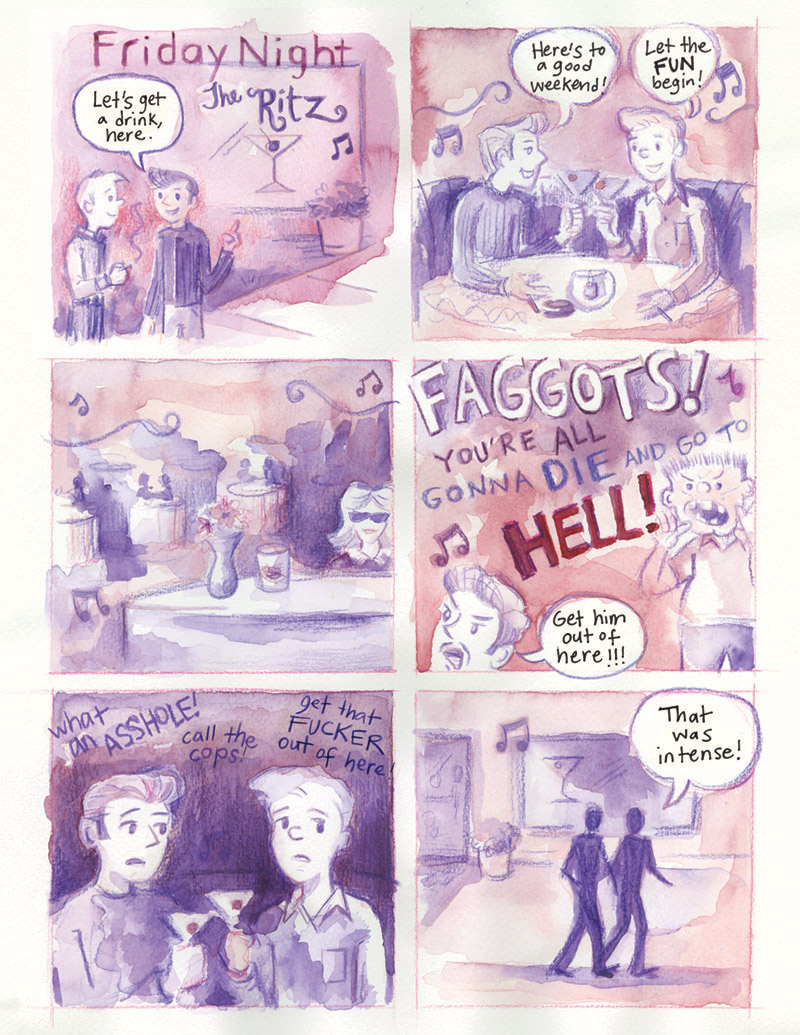 Friday Night
Let's get
a drink,
here.
The Ritz
Here's to
a good
weekend!
Let the
FUN
begin!
FAGGOTS!
YOU'RE ALL
GONNA DIE AND GO TO
HELL!
Get him
out of
here!!!
what
an ASSHOLE!
call the
cops!
get that
FUCKER
out of here!
That
was
intense!